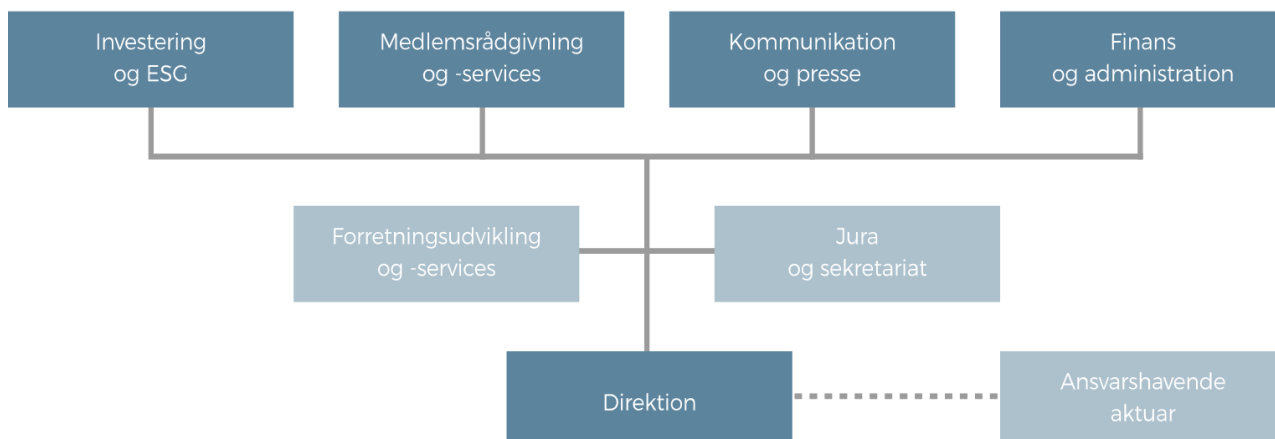 Investering
og ESG
Medlemsrådgivning
og -services
Kommunikation
og presse
Finans
og administration
Forretningsudvikling
og -services
Jura
og sekretariat
Direktion
Ansvarshavende
aktuar